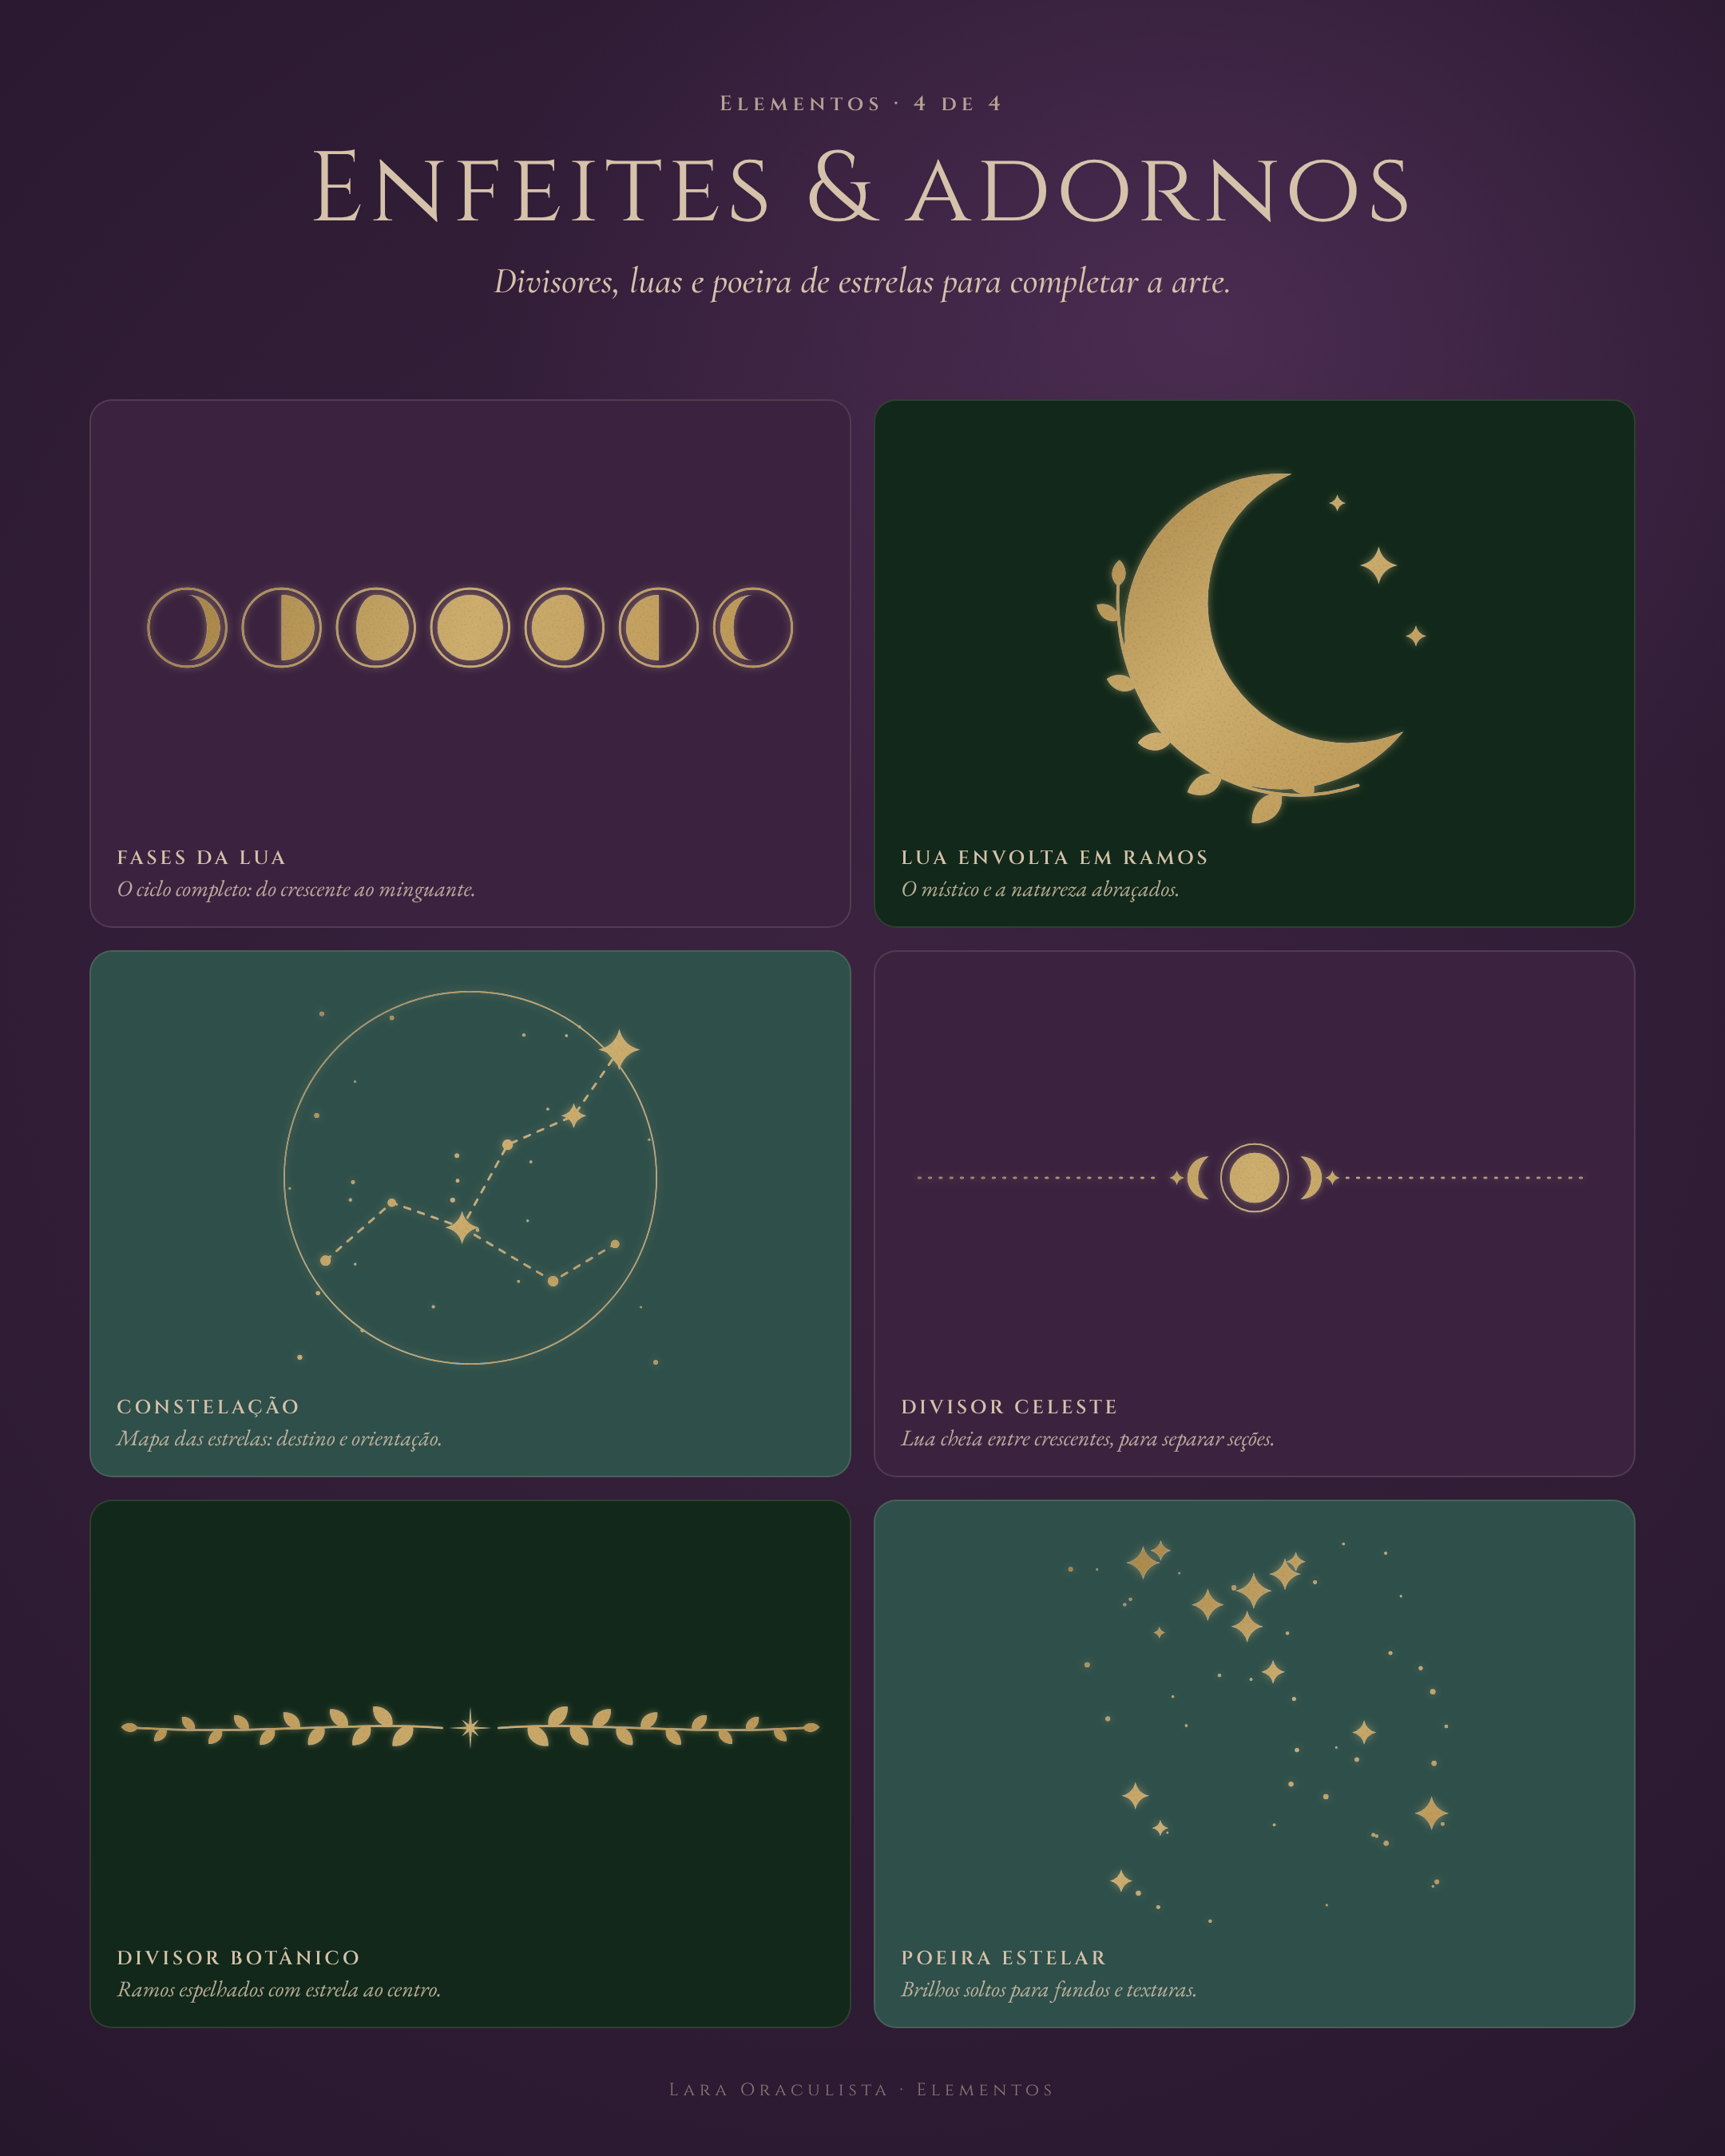 Elementos · 4 de 4
Enfeites & adornos
Divisores, luas e poeira de estrelas para completar a arte.
FASES DA LUA
O ciclo completo: do crescente ao minguante.
LUA ENVOLTA EM RAMOS
O místico e a natureza abraçados.
CONSTELAÇÃO
Mapa das estrelas: destino e orientação.
DIVISOR CELESTE
Lua cheia entre crescentes, para separar seções.
DIVISOR BOTÂNICO
Ramos espelhados com estrela ao centro.
POEIRA ESTELAR
Brilhos soltos para fundos e texturas.
Lara Oraculista · Elementos